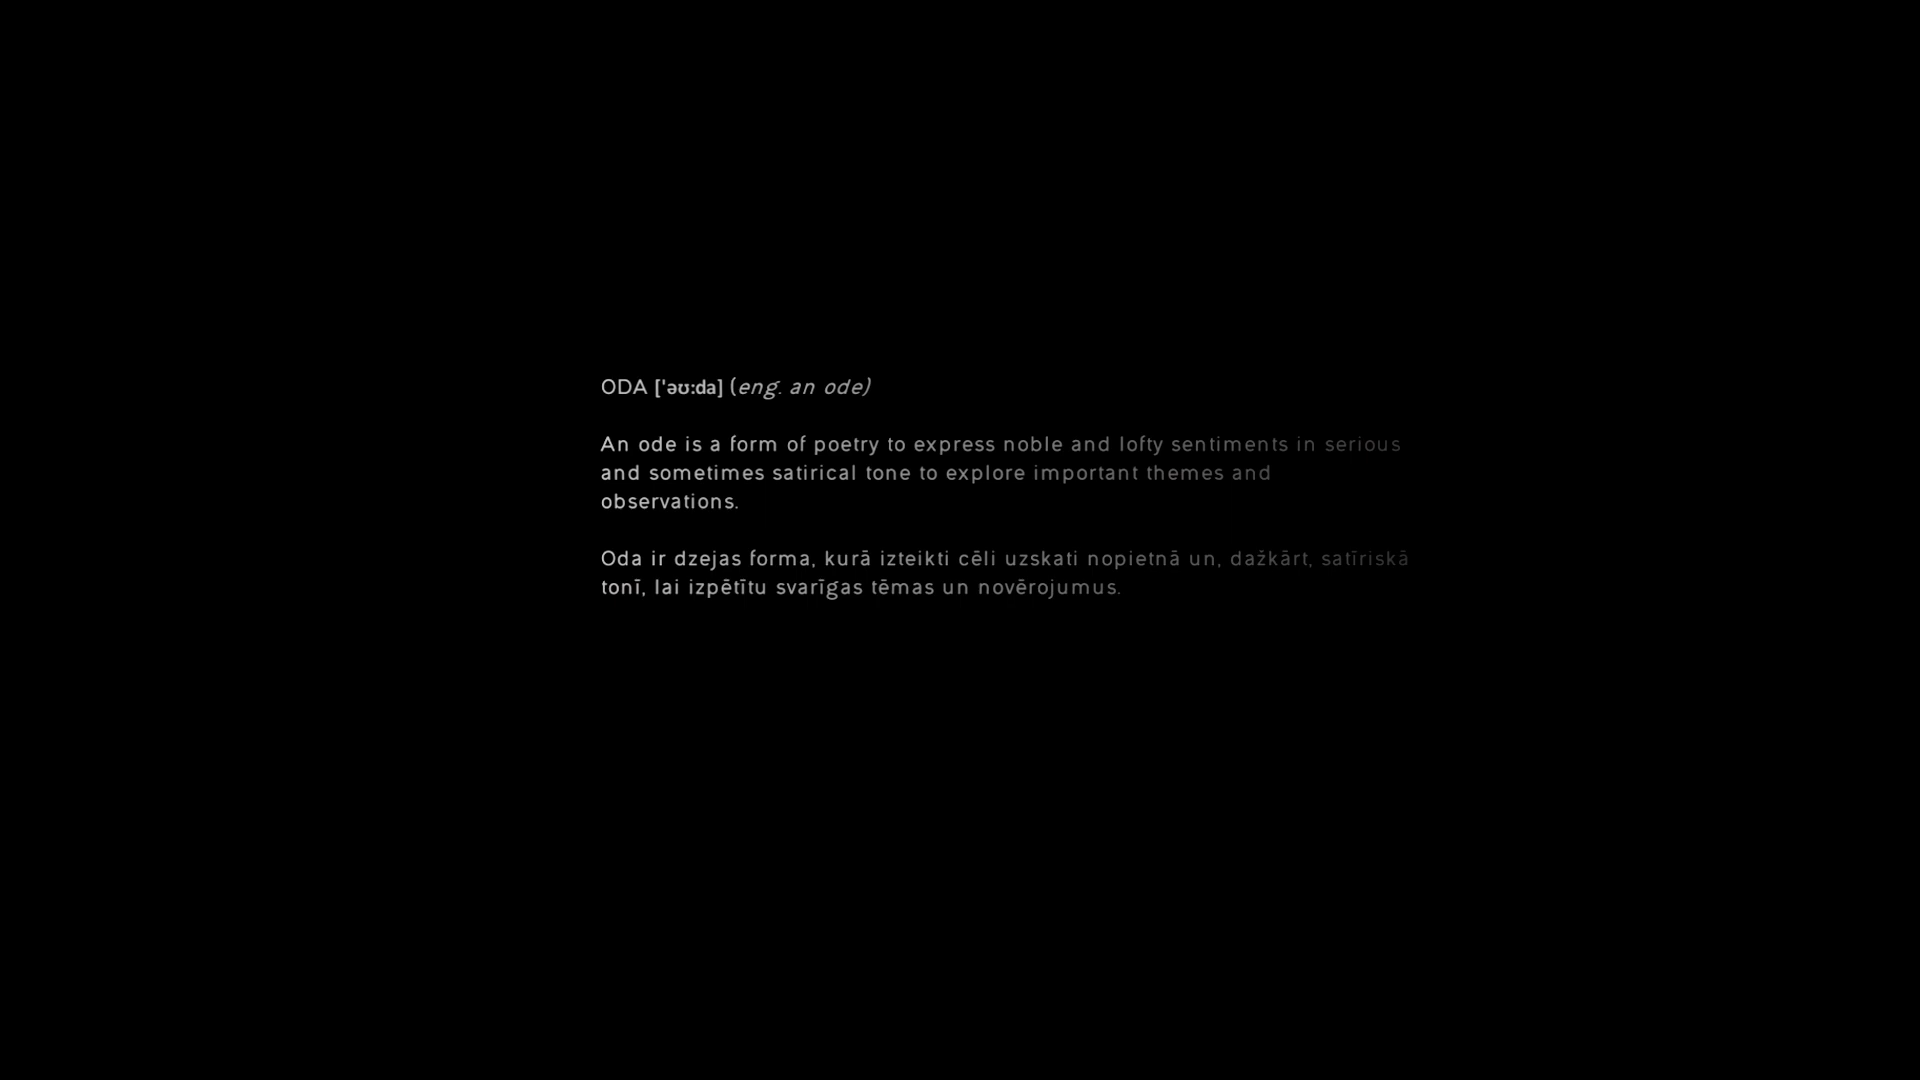 ODA ['əʊ:da] (eng. an ode)
An ode is a form of poetry to express noble and lofty sentiments in serious
and sometimes satirical tone to explore important themes and
observations.
Oda ir dzejas forma, kurā izteikti cēli uzskati nopietnā un, dažkārt, satīriskā
tonī, lai izpētītu svarīgas tēmas un novērojumus.